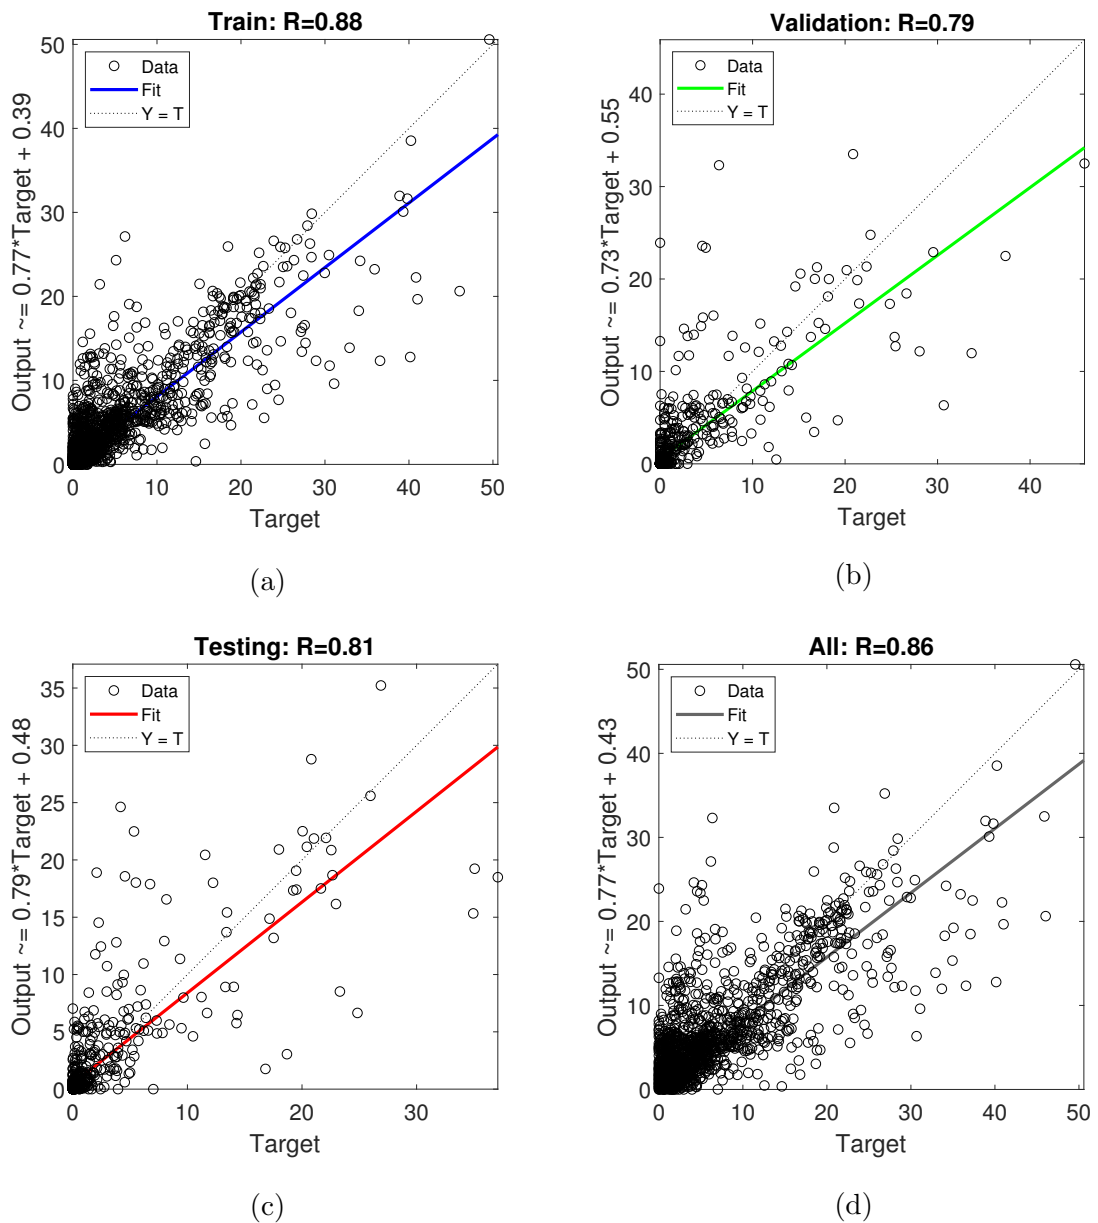 Train: R=0.88
Output ~= 0.77*Target + 0.39
50
40
30
20
10
0
Data
Fit
Y = T
0 10 20 30 40 50
Target
(a)
Validation: R=0.79
Output ~= 0.73*Target + 0.55
40
30
20
10
0
Data
Fit
Y = T
0 10 20 30 40
Target
(b)
Testing: R=0.81
Output ~= 0.79*Target + 0.48
35
30
25
20
15
10
5
0
Data
Fit
Y = T
0 10 20 30
Target
(c)
All: R=0.86
Output ~= 0.77*Target + 0.43
50
40
30
20
10
0
Data
Fit
Y = T
0 10 20 30 40 50
Target
(d)